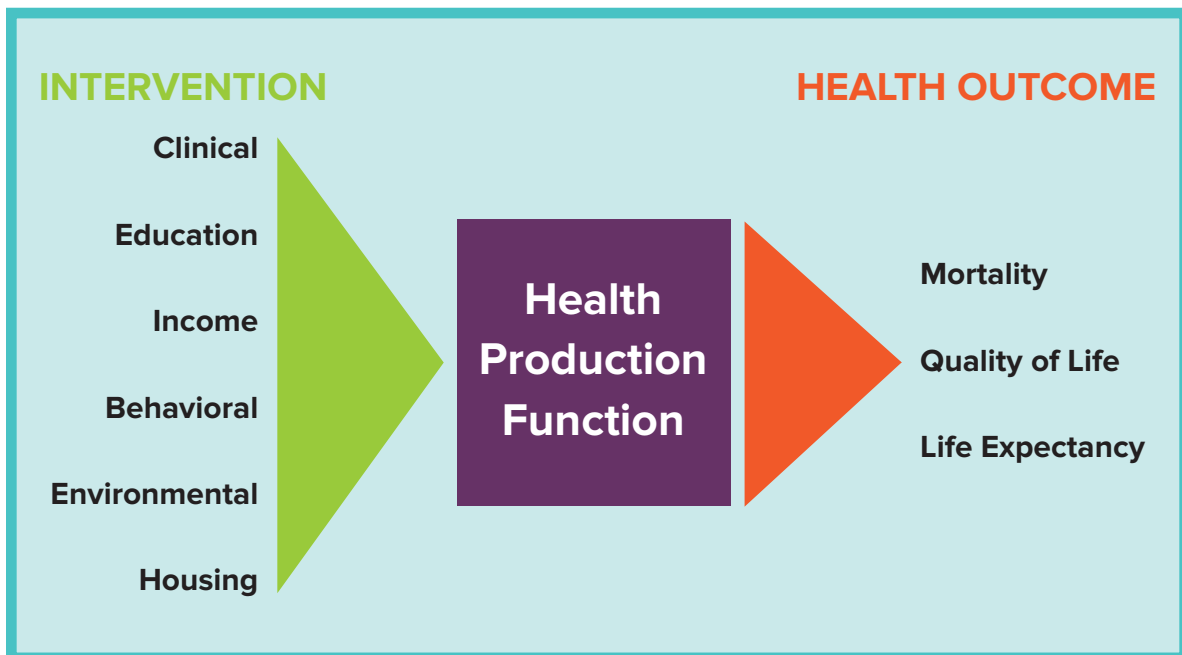 INTERVENTION
Clinical
Education
Income
Behavioral
Environmental
Housing
Health
Production
Function
HEALTH OUTCOME
Mortality
Quality of Life
Life Expectancy